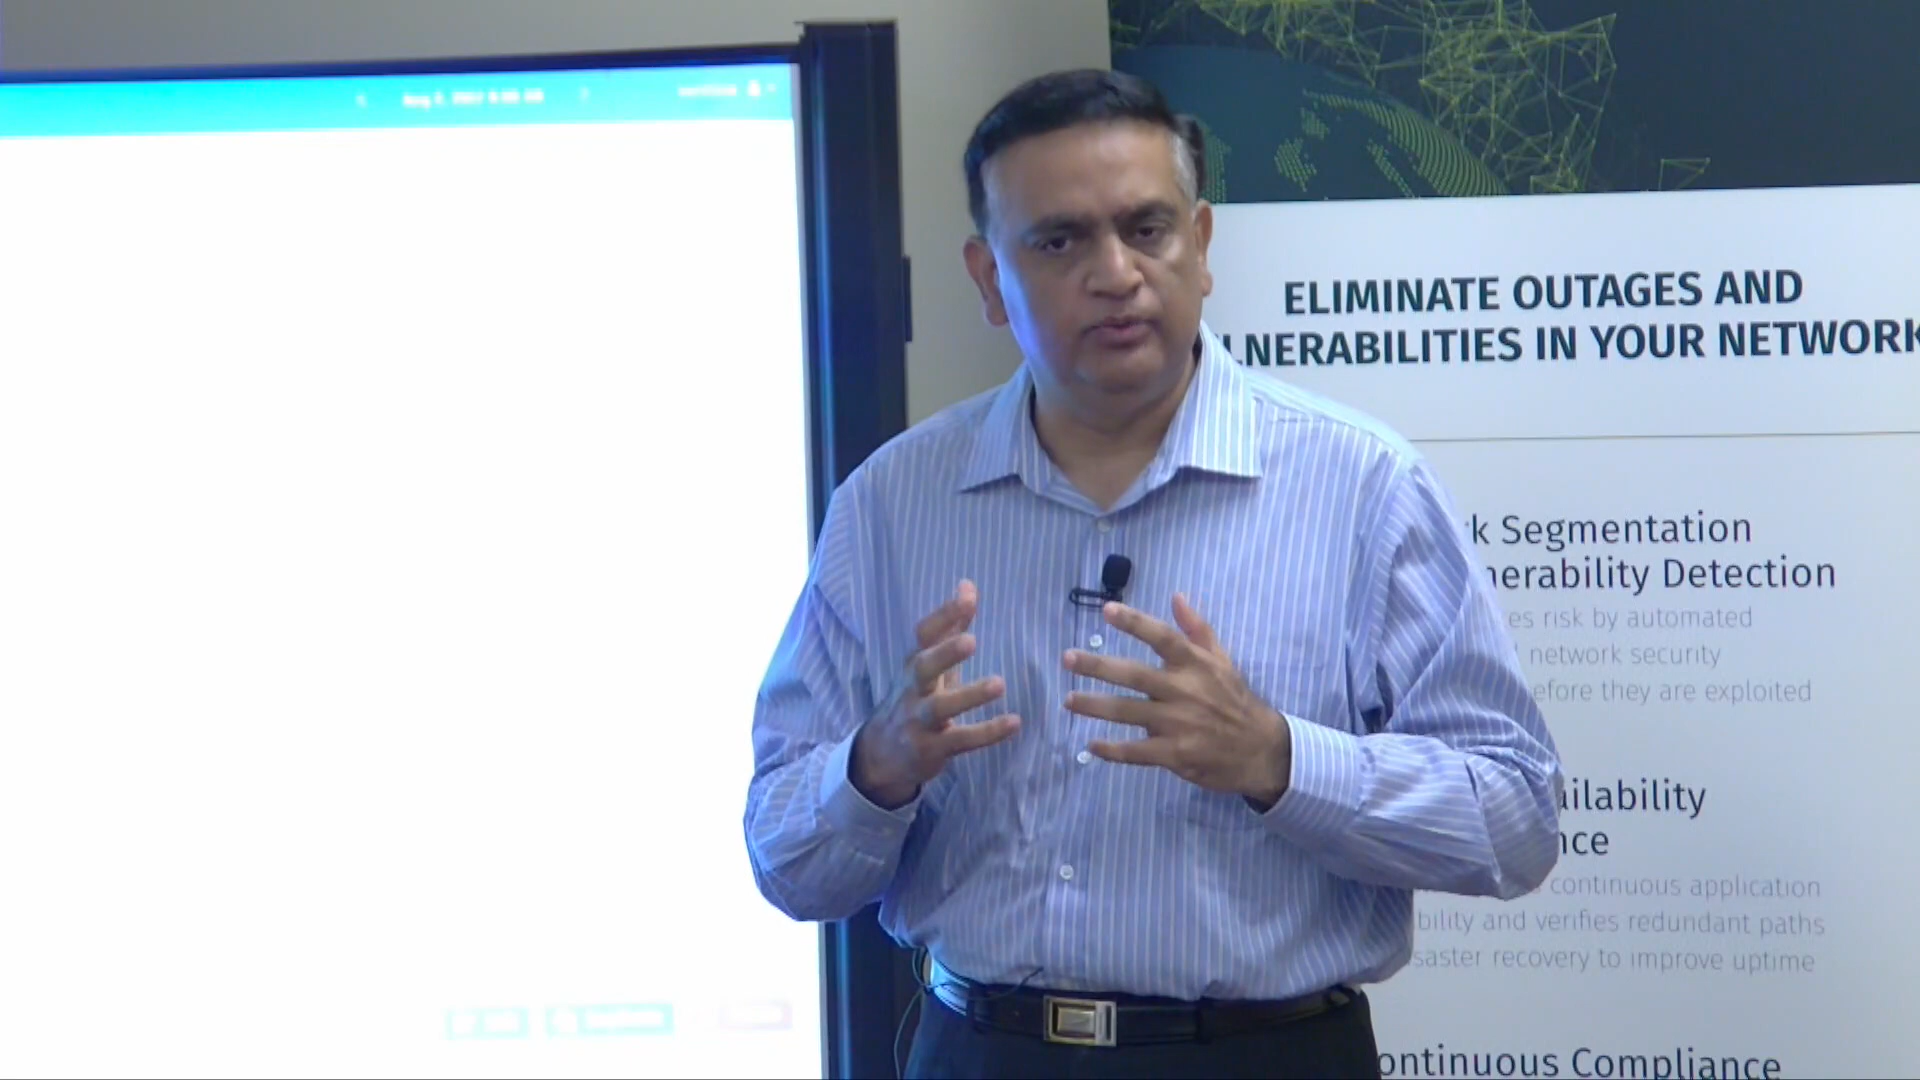 ELIMINATE OUTAGES AND
LNERABILITIES IN YOUR NETWORK
k Segmentation
nerability Detection
es risk by automated
network security
efore they are exploited
ailability
nce
continuous application
bility and verifies redundant paths
saster recovery to improve uptime
ontinuous Compliance